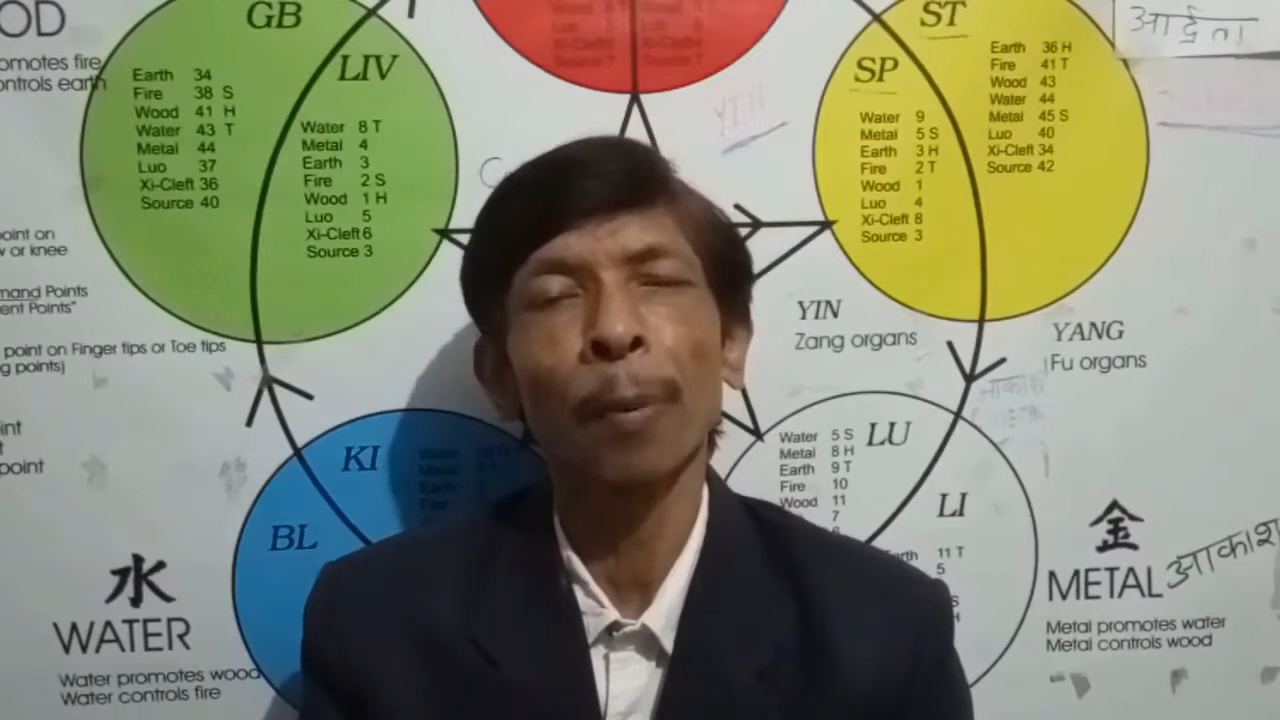 OD
omotes fire
ontrols earth
GB
Earth 34
Fire 38 S
Wood 41 H
Water 43 T
Metal 44
Luo 37
Xi-Cleft 36
Source 40
LIV
Water 8 T
Metal 4
Earth 3
Fire 2 S
Wood 1 H
Luo 5
Xi-Cleft 6
Source 3
YIN
ST
Earth 36 H
Fire 41 T
Wood 43
Water 44
Metal 45 S
Luo 40
Xi-Cleft 34
Source 42
SP
Water 9
Metal 5 S
Earth 3 H
Fire 2 T
Wood 1
Luo 4
Xi-Cleft 8
Source 3
आर्द्रता
oint on
w or knee
mand Points
ent Points"
point on Finger tips or Toe tips
g points)
int
t
point
YIN
Zang organs
YANG
Fu organs
आकाश
KI
BL
LU
Water 5 S
Metal 8 H
Earth 9 T
Fire 10
Wood 11
7
LI
arth 11 T
5
S
H
水
WATER
Water promotes wood
Water controls fire
金
METAL आकाश
Metal promotes water
Metal controls wood